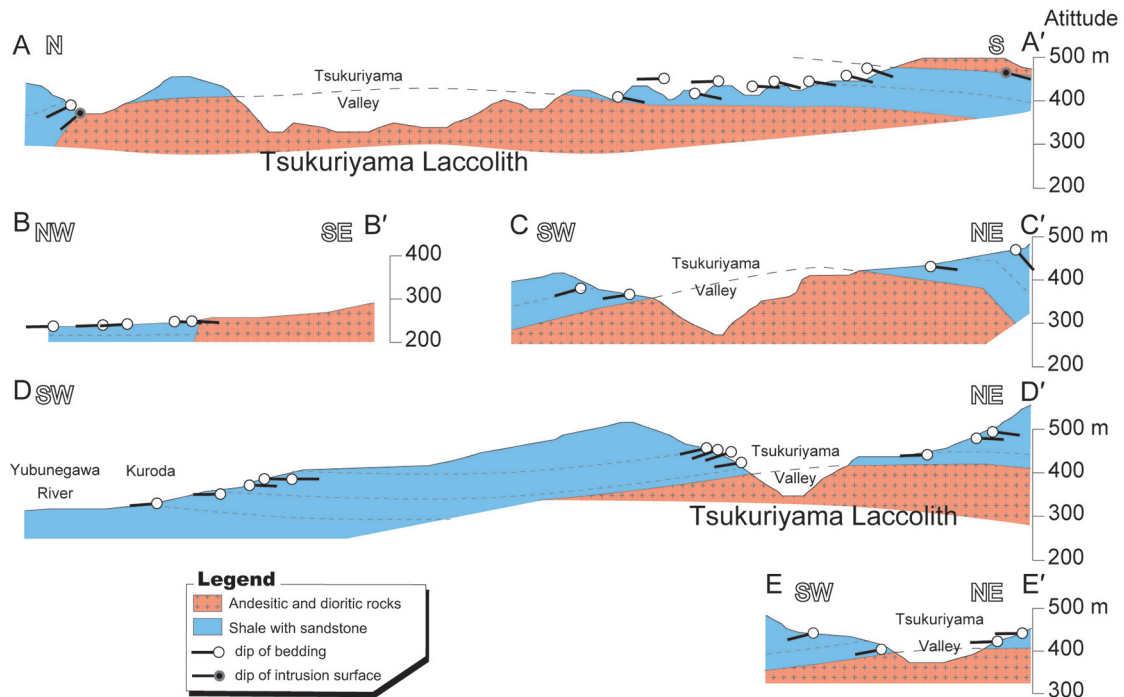 Atittude
A N
S A′
500 m
400
300
200
Tsukuriyama
Valley
Tsukuriyama Laccolith
B NW
SE B′
400
300
200
C SW
NE C′
500 m
400
300
200
Tsukuriyama
Valley
D SW
NE D′
500 m
400
300
200
Yubunegawa
River
Kuroda
Tsukuriyama
Valley
Tsukuriyama Laccolith
Legend
Andesitic and dioritic rocks
Shale with sandstone
dip of bedding
dip of intrusion surface
E SW
NE E′
500 m
400
300
Tsukuriyama
Valley